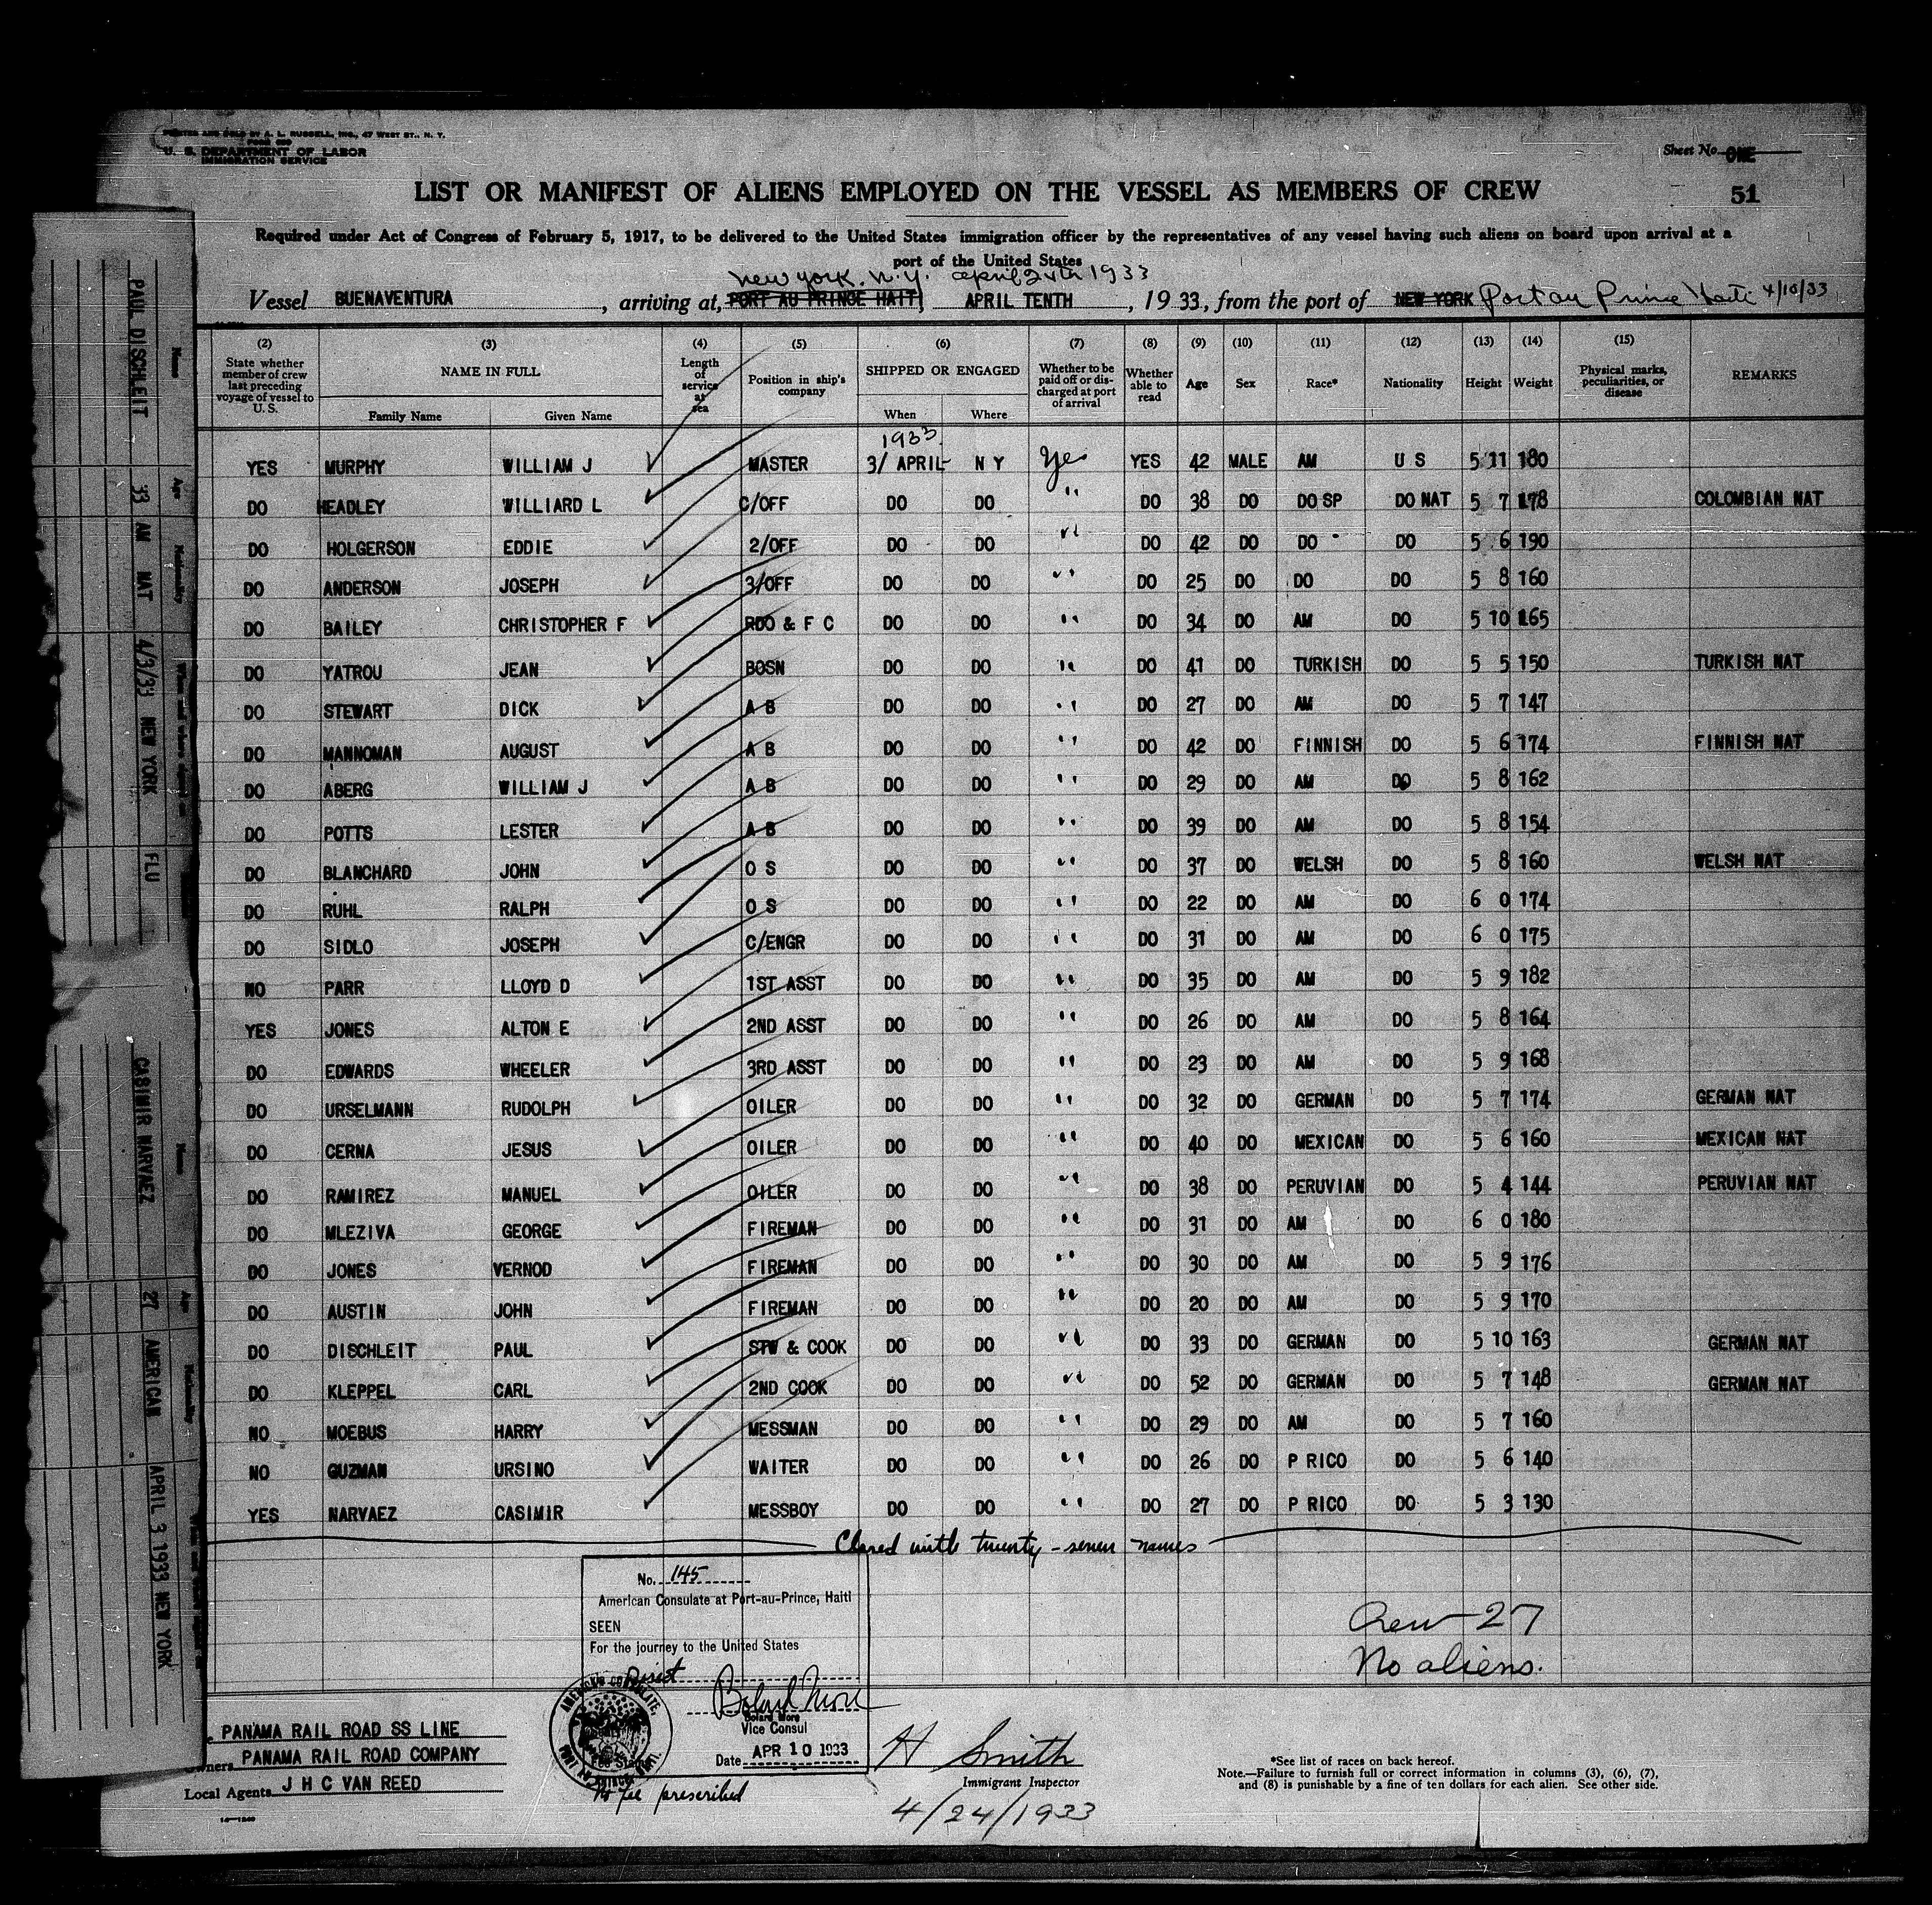 PRINTED AND SOLD BY A. L. RUSSELL, INC., 47 WEST ST., N. Y.
U. S. DEPARTMENT OF LABOR
IMMIGRATION SERVICE
Sheet No. ONE
LIST OR MANIFEST OF ALIENS EMPLOYED ON THE VESSEL AS MEMBERS OF CREW
51
Required under Act of Congress of February 5, 1917, to be delivered to the United States immigration officer by the representatives of any vessel having such aliens on board upon arrival at a
port of the United States
New York. N.Y. April 24th 1933
Vessel BUENAVENTURA, arriving at, PORT AU PRINCE HAITI, APRIL TENTH, 19 33, from the port of NEW YORK Port au Prince Haiti 4/10/33
(2) (3) (4) (5) (6) (7) (8) (9) (10) (11) (12) (13) (14) (15)
State whether member of crew last preceding voyage of vessel to U. S. NAME IN FULL Length of service at sea Position in ship's company SHIPPED OR ENGAGED Whether to be paid off or discharged at port of arrival Whether able to read Age Sex Race* Nationality Height Weight Physical marks, peculiarities, or disease REMARKS
Family Name Given Name When Where
1933
YES MURPHY WILLIAM J MASTER 3/ APRIL N Y Yes YES 42 MALE AM U S 5 11 180
DO HEADLEY WILLIARD L C/OFF DO DO " DO 38 DO DO SP DO NAT 5 7 178 COLOMBIAN NAT
DO HOLGERSON EDDIE 2/OFF DO DO " DO 42 DO DO DO 5 6 190
DO ANDERSON JOSEPH 3/OFF DO DO " DO 25 DO DO DO 5 8 160
DO BAILEY CHRISTOPHER F RDO & F C DO DO " DO 34 DO AM DO 5 10 165
DO YATROU JEAN BOSN DO DO " DO 41 DO TURKISH DO 5 5 150 TURKISH NAT
DO STEWART DICK A B DO DO " DO 27 DO AM DO 5 7 147
DO MANNOMAN AUGUST A B DO DO " DO 42 DO FINNISH DO 5 6 174 FINNISH NAT
DO ABERG WILLIAM J A B DO DO " DO 29 DO AM DO 5 8 162
DO POTTS LESTER A B DO DO " DO 39 DO AM DO 5 8 154
DO BLANCHARD JOHN O S DO DO " DO 37 DO WELSH DO 5 8 160 WELSH NAT
DO RUHL RALPH O S DO DO " DO 22 DO AM DO 6 0 174
DO SIDLO JOSEPH C/ENGR DO DO " DO 31 DO AM DO 6 0 175
NO PARR LLOYD D 1ST ASST DO DO " DO 35 DO AM DO 5 9 182
YES JONES ALTON E 2ND ASST DO DO " DO 26 DO AM DO 5 8 164
DO EDWARDS WHEELER 3RD ASST DO DO " DO 23 DO AM DO 5 9 168
DO URSELMANN RUDOLPH OILER DO DO " DO 32 DO GERMAN DO 5 7 174 GERMAN NAT
DO CERNA JESUS OILER DO DO " DO 40 DO MEXICAN DO 5 6 160 MEXICAN NAT
DO RAMIREZ MANUEL OILER DO DO " DO 38 DO PERUVIAN DO 5 4 144 PERUVIAN NAT
DO MLEZIVA GEORGE FIREMAN DO DO " DO 31 DO AM DO 6 0 180
DO JONES VERNOD FIREMAN DO DO " DO 30 DO AM DO 5 9 176
DO AUSTIN JOHN FIREMAN DO DO " DO 20 DO AM DO 5 9 170
DO DISCHLEIT PAUL STW & COOK DO DO " DO 33 DO GERMAN DO 5 10 163 GERMAN NAT
DO KLEPPEL CARL 2ND COOK DO DO " DO 52 DO GERMAN DO 5 7 148 GERMAN NAT
NO MOEBUS HARRY MESSMAN DO DO " DO 29 DO AM DO 5 7 160
NO GUZMAN URSINO WAITER DO DO " DO 26 DO P RICO DO 5 6 140
YES NARVAEZ CASIMIR MESSBOY DO DO " DO 27 DO P RICO DO 5 3 130
Closed with twenty-seven names
No. 145
American Consulate at Port-au-Prince, Haiti
SEEN
For the journey to the United States
Direct
Bolard More
Bolard More
Vice Consul
Date APR 10 1933
No fee prescribed
Crew 27
No aliens.
PANAMA RAIL ROAD SS LINE
Owners PANAMA RAIL ROAD COMPANY
Local Agents J H C VAN REED
H Smith
Immigrant Inspector
4/24/1933
*See list of races on back hereof.
Note.—Failure to furnish full or correct information in columns (3), (6), (7),
and (8) is punishable by a fine of ten dollars for each alien. See other side.
Name Age Nationality
PAUL DISCHLEIT 33 AM NAT 4/3/33 NEW YORK FLU
Name Age Nationality
CASIMIR NARVAEZ 27 AMERICAN APRIL 3 1933 NEW YORK